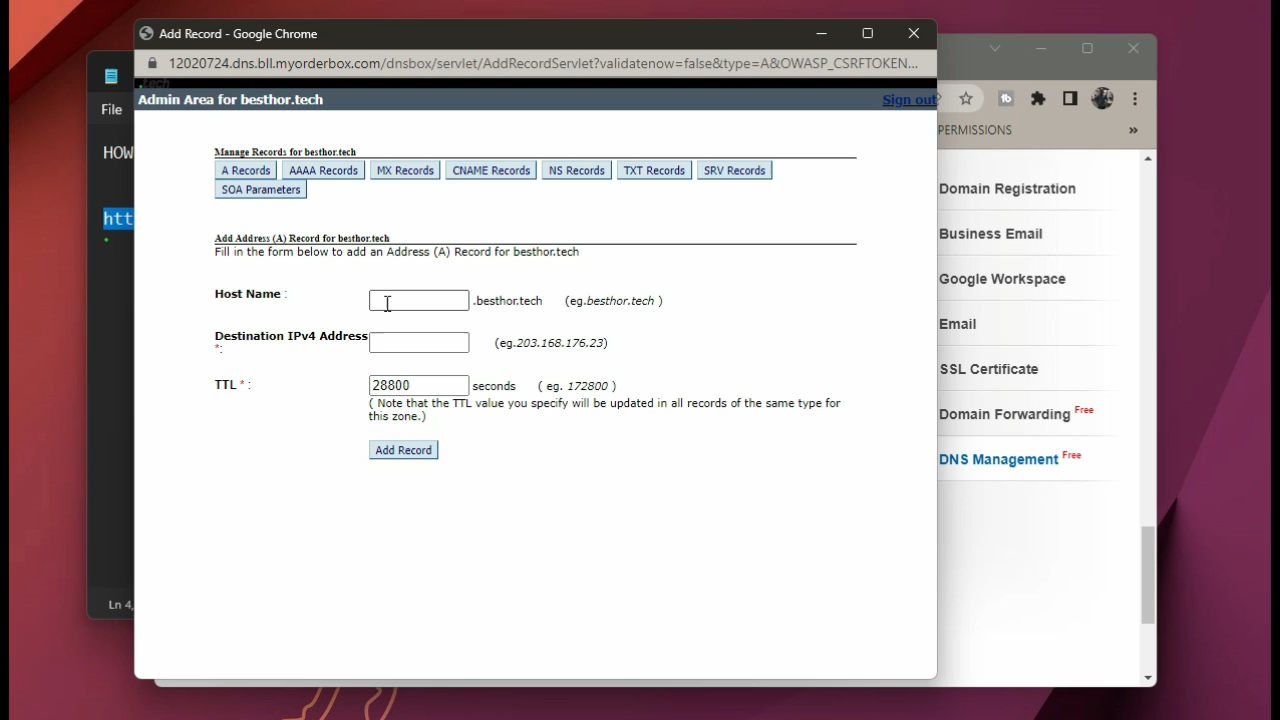 Add Record - Google Chrome
12020724.dns.bll.myorderbox.com/dnsbox/servlet/AddRecordServlet?validatenow=false&type=A&OWASP_CSRFTOKEN...
.tech
Admin Area for besthor.tech
Sign out
File
PERMISSIONS
»
HOW
Manage Records for besthor.tech
A Records
AAAA Records
MX Records
CNAME Records
NS Records
TXT Records
SRV Records
SOA Parameters
Domain Registration
htt
Business Email
Add Address (A) Record for besthor.tech
Fill in the form below to add an Address (A) Record for besthor.tech
Google Workspace
Host Name :
.besthor.tech (eg.besthor.tech )
Email
Destination IPv4 Address
*:
(eg.203.168.176.23)
SSL Certificate
TTL * :
28800 seconds ( eg. 172800 )
( Note that the TTL value you specify will be updated in all records of the same type for
this zone.)
Domain Forwarding Free
Add Record
DNS Management Free
Ln 4,